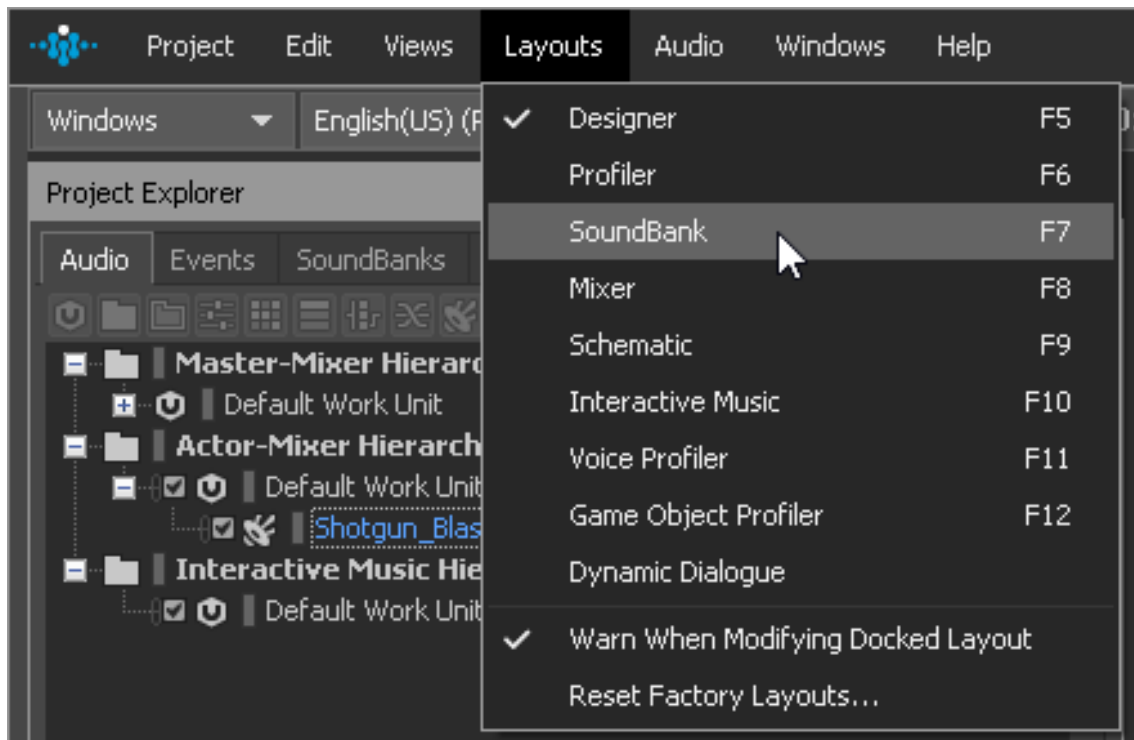 Project Edit Views Layouts Audio Windows Help
Windows English(US)
Designer F5
Profiler F6
SoundBank F7
Mixer F8
Schematic F9
Interactive Music F10
Voice Profiler F11
Game Object Profiler F12
Dynamic Dialogue
Warn When Modifying Docked Layout
Reset Factory Layouts...
Project Explorer
Audio Events SoundBanks
Master-Mixer Hierarc
Default Work Unit
Actor-Mixer Hierarch
Default Work Unit
Shotgun_Blas
Interactive Music Hie
Default Work Unit